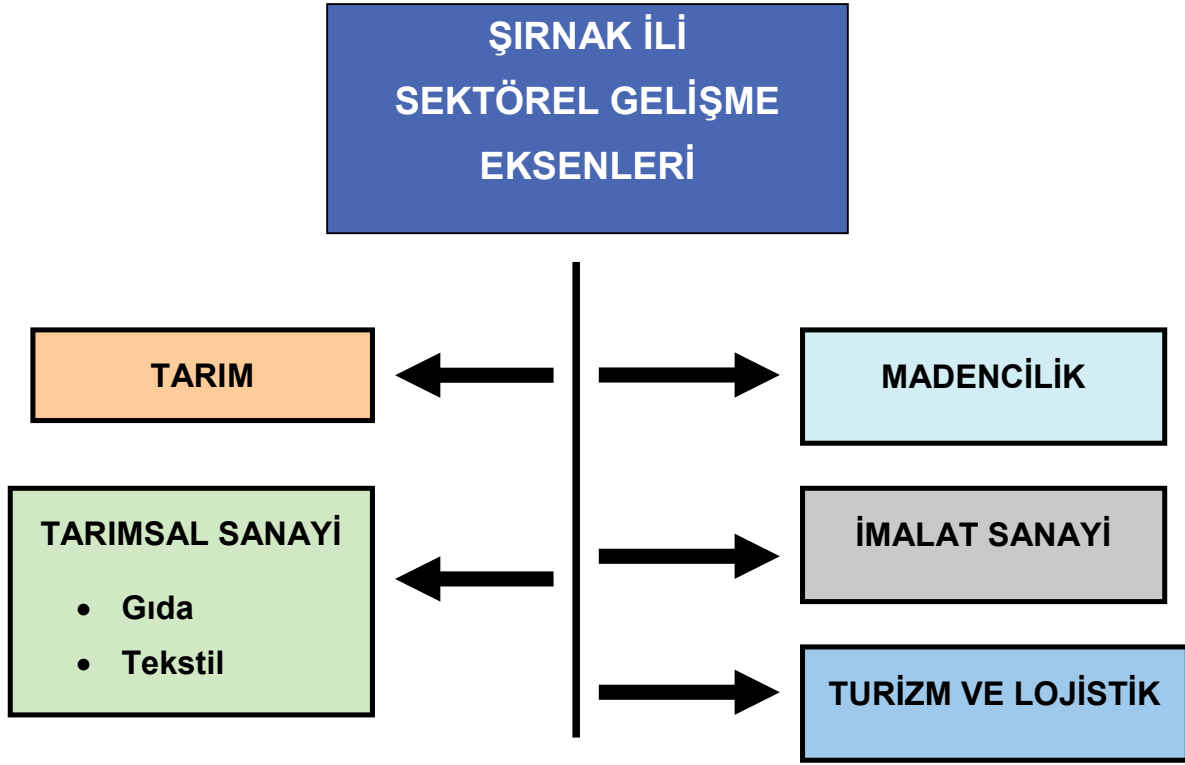 ŞIRNAK İLİ
SEKTÖREL GELİŞME
EKSENLERİ
TARIM
MADENCİLİK
TARIMSAL SANAYİ
• Gıda
• Tekstil
İMALAT SANAYİ
TURİZM VE LOJİSTİK